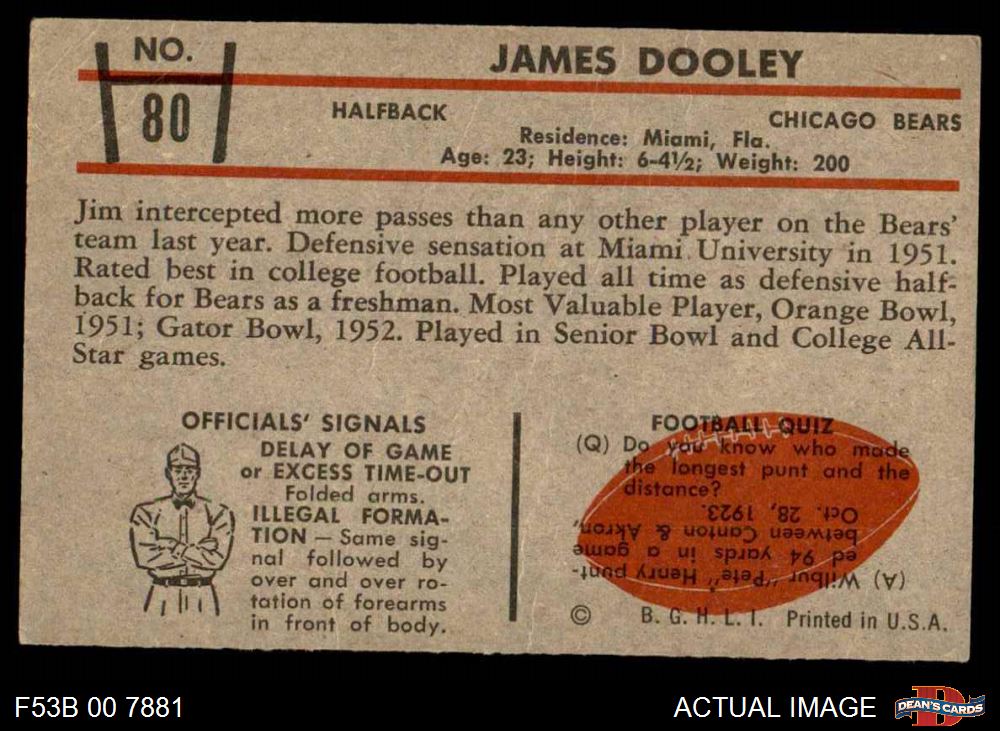 NO.
80
JAMES DOOLEY
HALFBACK
CHICAGO BEARS
Residence: Miami, Fla.
Age: 23; Height: 6-4½; Weight: 200
Jim intercepted more passes than any other player on the Bears'
team last year. Defensive sensation at Miami University in 1951.
Rated best in college football. Played all time as defensive half-
back for Bears as a freshman. Most Valuable Player, Orange Bowl,
1951; Gator Bowl, 1952. Played in Senior Bowl and College All-
Star games.
OFFICIALS' SIGNALS
DELAY OF GAME
or EXCESS TIME-OUT
Folded arms.
ILLEGAL FORMA-
TION — Same sig-
nal followed by
over and over ro-
tation of forearms
in front of body.
FOOTBALL QUIZ
(Q) Do you know who made
the longest punt and the
distance?
(A) Wilbur "Pete" Henry punt-
ed 94 yards in a game
between Canton & Akron,
Oct. 28, 1923.
© B. G. H. L. I. Printed in U.S.A.
F53B 00 7881
ACTUAL IMAGE
DEAN'S CARDS